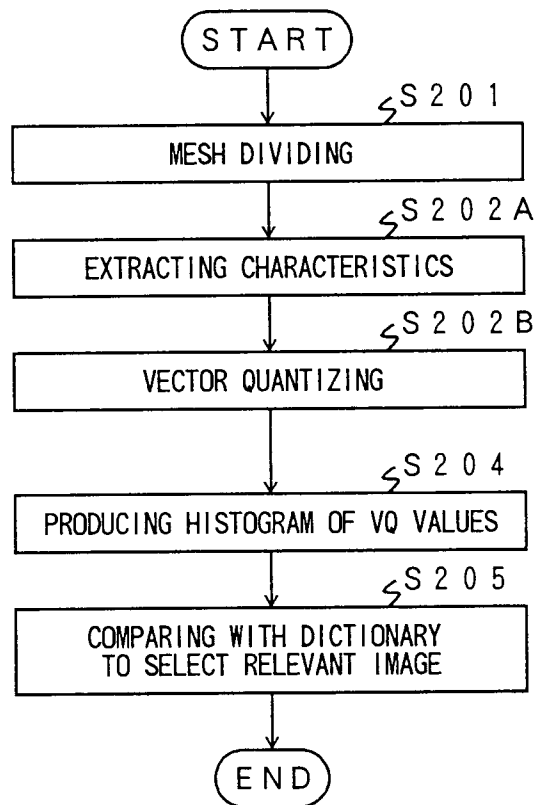 START
S201
MESH DIVIDING
S202A
EXTRACTING CHARACTERISTICS
S202B
VECTOR QUANTIZING
S204
PRODUCING HISTOGRAM OF VQ VALUES
S205
COMPARING WITH DICTIONARY
TO SELECT RELEVANT IMAGE
END